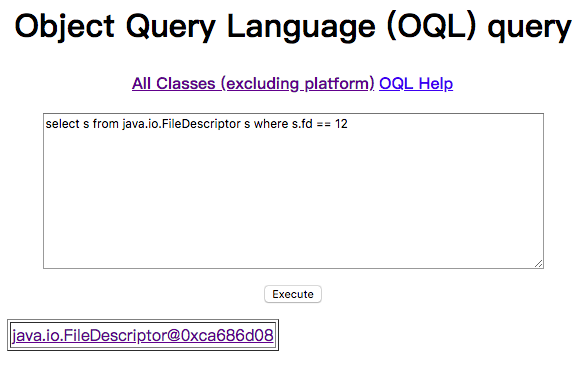 Object Query Language (OQL) query
All Classes (excluding platform) OQL Help
select s from java.io.FileDescriptor s where s.fd == 12
Execute
java.io.FileDescriptor@0xca686d08